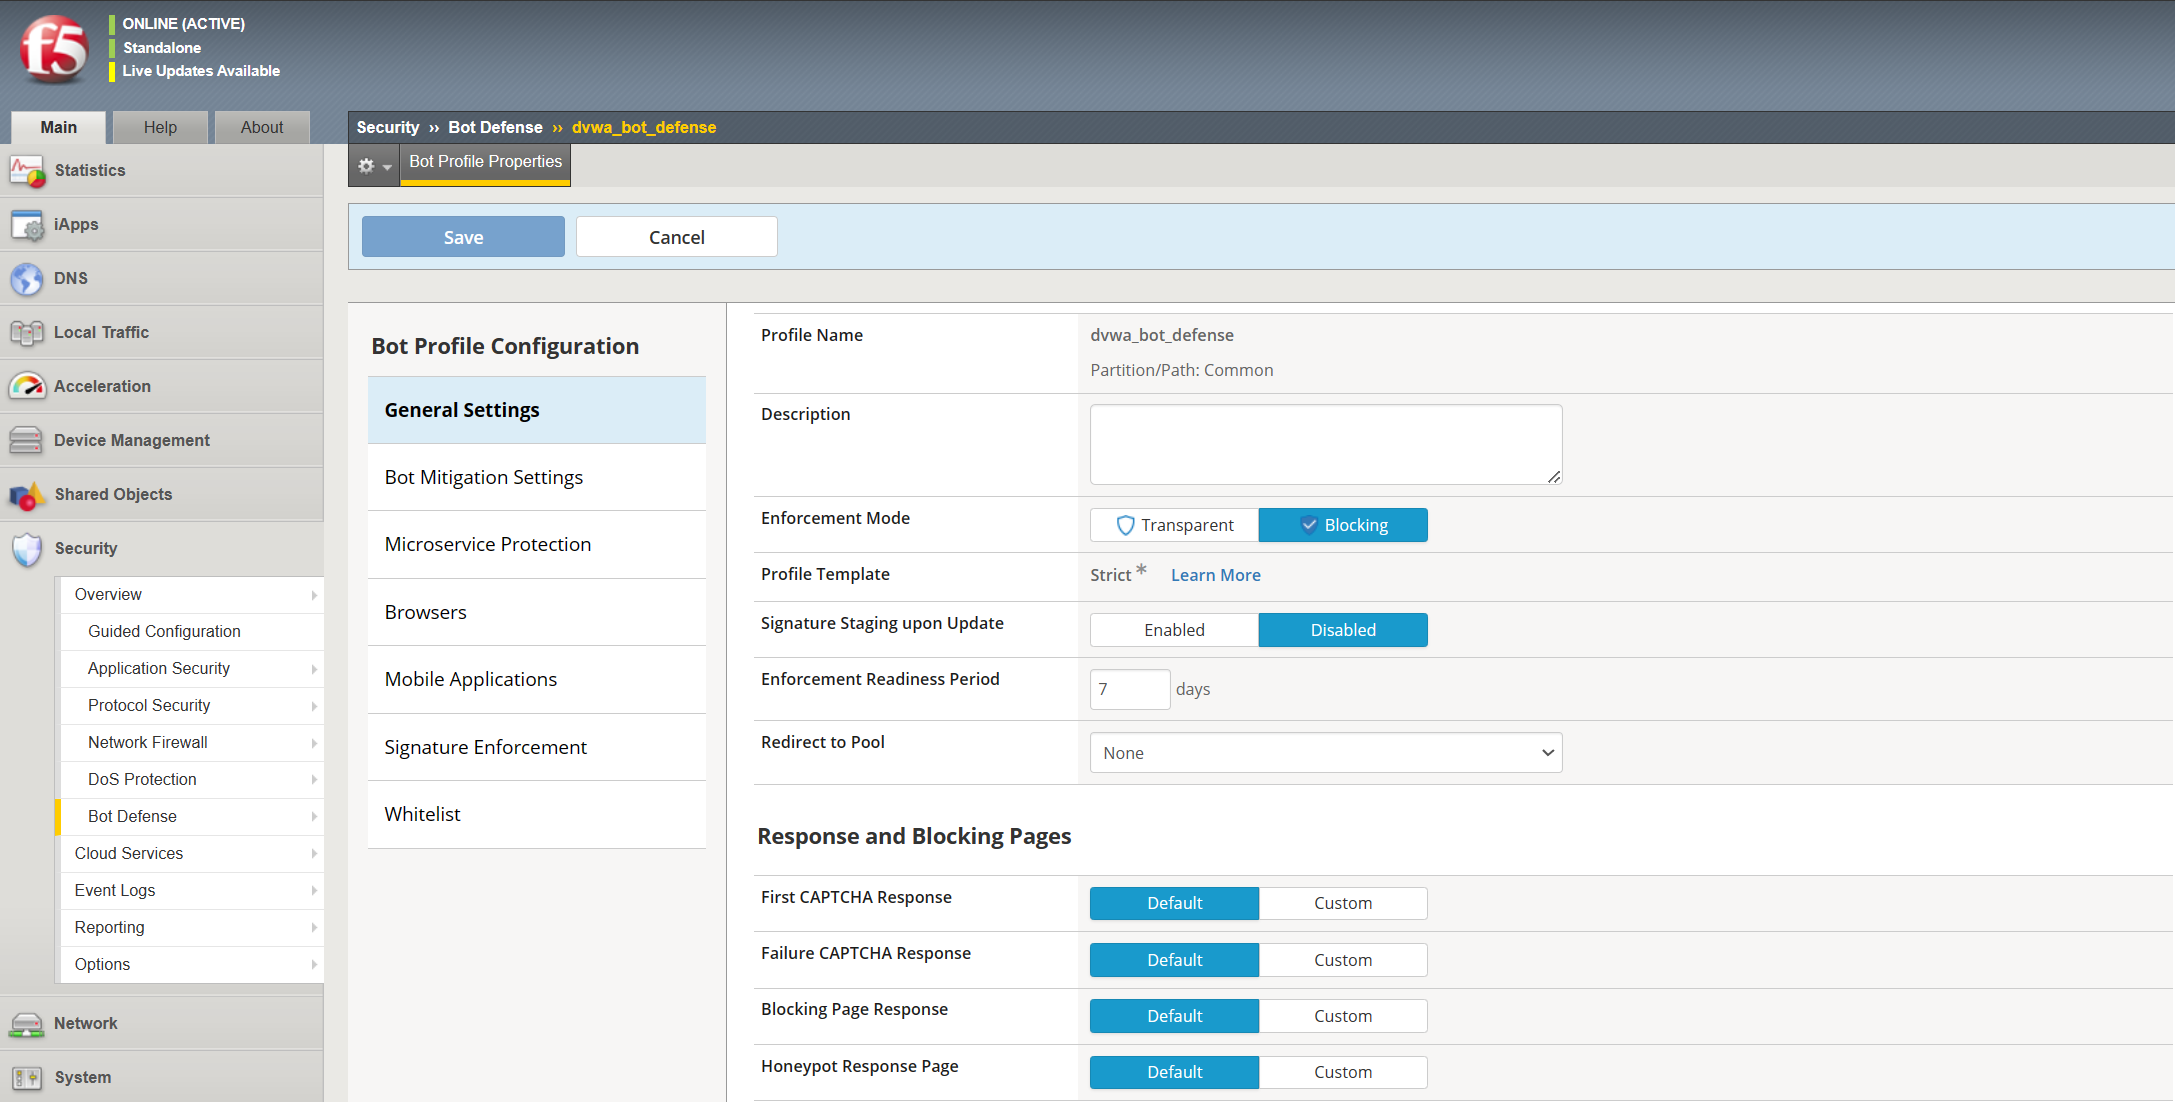 f5
ONLINE (ACTIVE)
Standalone
Live Updates Available
Main
Help
About
Security ›› Bot Defense ›› dvwa_bot_defense
Bot Profile Properties
Statistics
iApps
DNS
Local Traffic
Acceleration
Device Management
Shared Objects
Security
Overview
Guided Configuration
Application Security
Protocol Security
Network Firewall
DoS Protection
Bot Defense
Cloud Services
Event Logs
Reporting
Options
Network
System
Save
Cancel
Bot Profile Configuration
General Settings
Bot Mitigation Settings
Microservice Protection
Browsers
Mobile Applications
Signature Enforcement
Whitelist
Profile Name
dvwa_bot_defense
Partition/Path: Common
Description
Enforcement Mode
Transparent
Blocking
Profile Template
Strict * Learn More
Signature Staging upon Update
Enabled
Disabled
Enforcement Readiness Period
7 days
Redirect to Pool
None
Response and Blocking Pages
First CAPTCHA Response
Default
Custom
Failure CAPTCHA Response
Default
Custom
Blocking Page Response
Default
Custom
Honeypot Response Page
Default
Custom